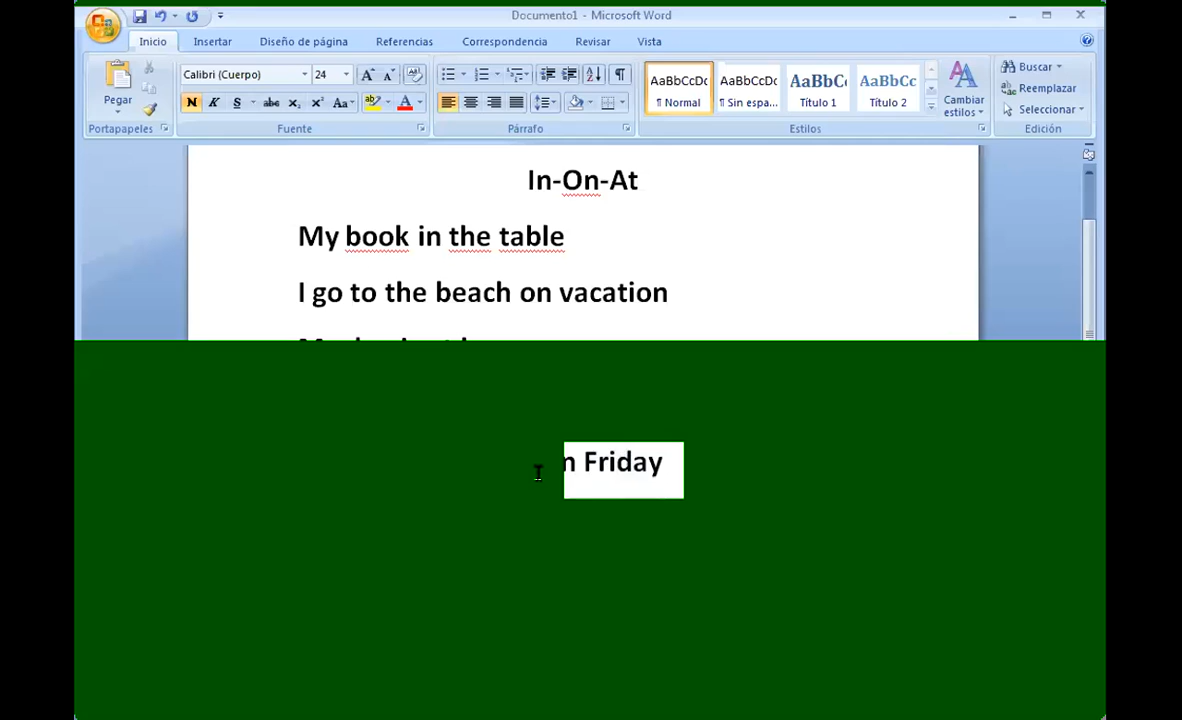 Documento1 - Microsoft Word
Inicio Insertar Diseño de página Referencias Correspondencia Revisar Vista
Pegar
Calibri (Cuerpo) 24
N K S abc x₂ x² Aa A
AaBbCcDc AaBbCcDc AaBbC AaBbCc
¶ Normal ¶ Sin espa... Título 1 Título 2
Cambiar estilos
Buscar
Reemplazar
Seleccionar
Portapapeles Fuente Párrafo Estilos Edición
In-On-At
My book in the table
I go to the beach on vacation
Friday